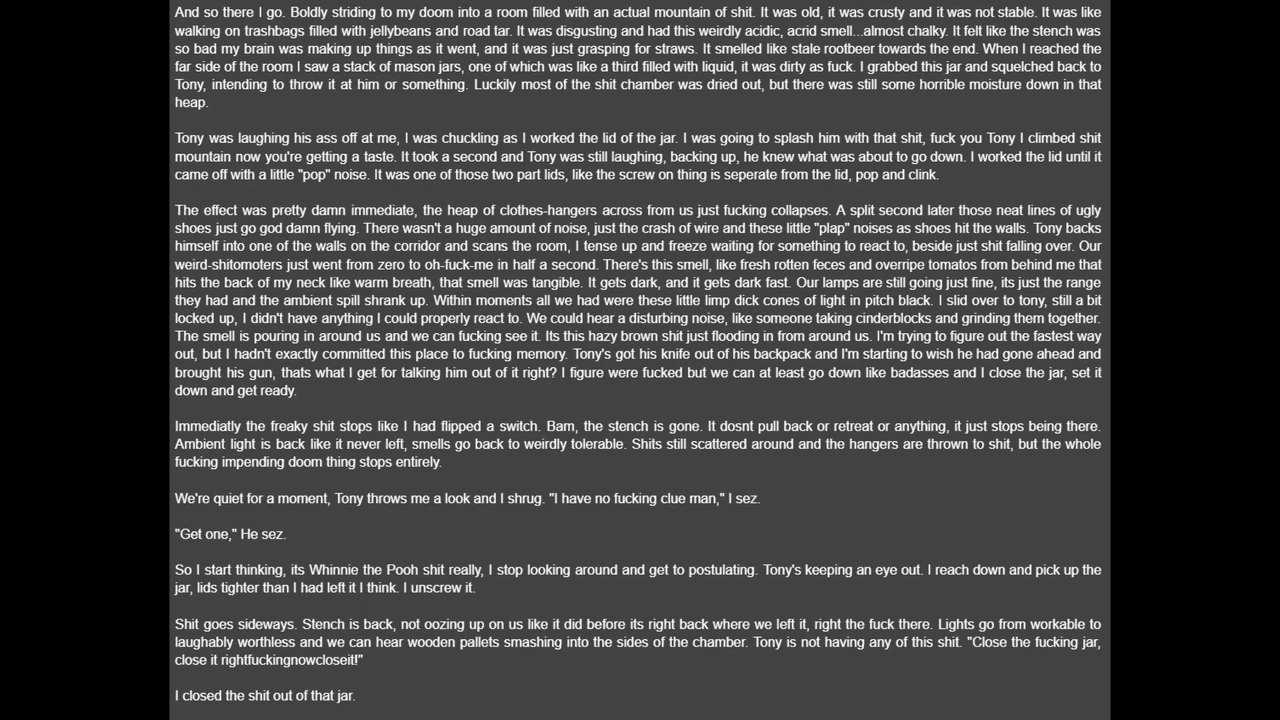 And so there I go. Boldly striding to my doom into a room filled with an actual mountain of shit. It was old, it was crusty and it was not stable. It was like
walking on trashbags filled with jellybeans and road tar. It was disgusting and had this weirdly acidic, acrid smell...almost chalky. It felt like the stench was
so bad my brain was making up things as it went, and it was just grasping for straws. It smelled like stale rootbeer towards the end. When I reached the
far side of the room I saw a stack of mason jars, one of which was like a third filled with liquid, it was dirty as fuck. I grabbed this jar and squelched back to
Tony, intending to throw it at him or something. Luckily most of the shit chamber was dried out, but there was still some horrible moisture down in that
heap.
Tony was laughing his ass off at me, I was chuckling as I worked the lid of the jar. I was going to splash him with that shit, fuck you Tony I climbed shit
mountain now you're getting a taste. It took a second and Tony was still laughing, backing up, he knew what was about to go down. I worked the lid until it
came off with a little "pop" noise. It was one of those two part lids, like the screw on thing is seperate from the lid, pop and clink.
The effect was pretty damn immediate, the heap of clothes-hangers across from us just fucking collapses. A split second later those neat lines of ugly
shoes just go god damn flying. There wasn't a huge amount of noise, just the crash of wire and these little "plap" noises as shoes hit the walls. Tony backs
himself into one of the walls on the corridor and scans the room, I tense up and freeze waiting for something to react to, beside just shit falling over. Our
weird-shitomoters just went from zero to oh-fuck-me in half a second. There's this smell, like fresh rotten feces and overripe tomatos from behind me that
hits the back of my neck like warm breath, that smell was tangible. It gets dark, and it gets dark fast. Our lamps are still going just fine, its just the range
they had and the ambient spill shrank up. Within moments all we had were these little limp dick cones of light in pitch black. I slid over to tony, still a bit
locked up, I didn't have anything I could properly react to. We could hear a disturbing noise, like someone taking cinderblocks and grinding them together.
The smell is pouring in around us and we can fucking see it. Its this hazy brown shit just flooding in from around us. I'm trying to figure out the fastest way
out, but I hadn't exactly committed this place to fucking memory. Tony's got his knife out of his backpack and I'm starting to wish he had gone ahead and
brought his gun, thats what I get for talking him out of it right? I figure were fucked but we can at least go down like badasses and I close the jar, set it
down and get ready.
Immediatly the freaky shit stops like I had flipped a switch. Bam, the stench is gone. It dosnt pull back or retreat or anything, it just stops being there.
Ambient light is back like it never left, smells go back to weirdly tolerable. Shits still scattered around and the hangers are thrown to shit, but the whole
fucking impending doom thing stops entirely.
We're quiet for a moment, Tony throws me a look and I shrug. "I have no fucking clue man," I sez.
"Get one," He sez.
So I start thinking, its Whinnie the Pooh shit really, I stop looking around and get to postulating. Tony's keeping an eye out. I reach down and pick up the
jar, lids tighter than I had left it I think. I unscrew it.
Shit goes sideways. Stench is back, not oozing up on us like it did before its right back where we left it, right the fuck there. Lights go from workable to
laughably worthless and we can hear wooden pallets smashing into the sides of the chamber. Tony is not having any of this shit. "Close the fucking jar,
close it rightfuckingnowcloseit!"
I closed the shit out of that jar.